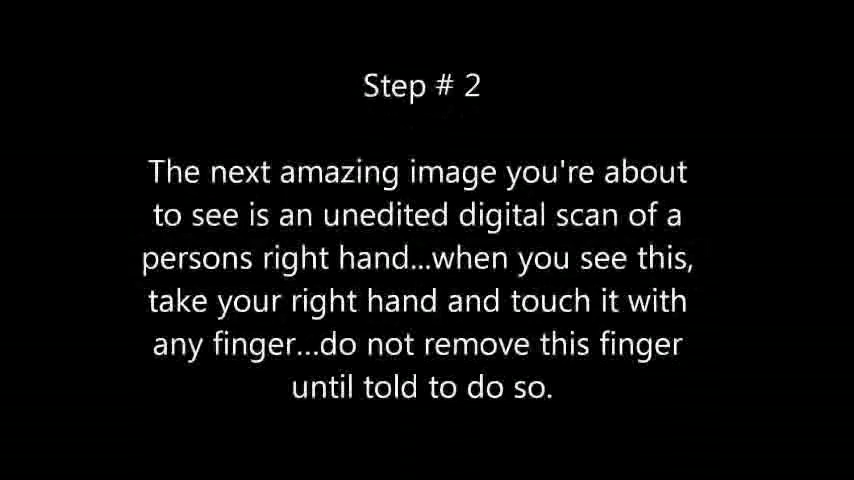 Step # 2
The next amazing image you're about
to see is an unedited digital scan of a
persons right hand...when you see this,
take your right hand and touch it with
any finger...do not remove this finger
until told to do so.